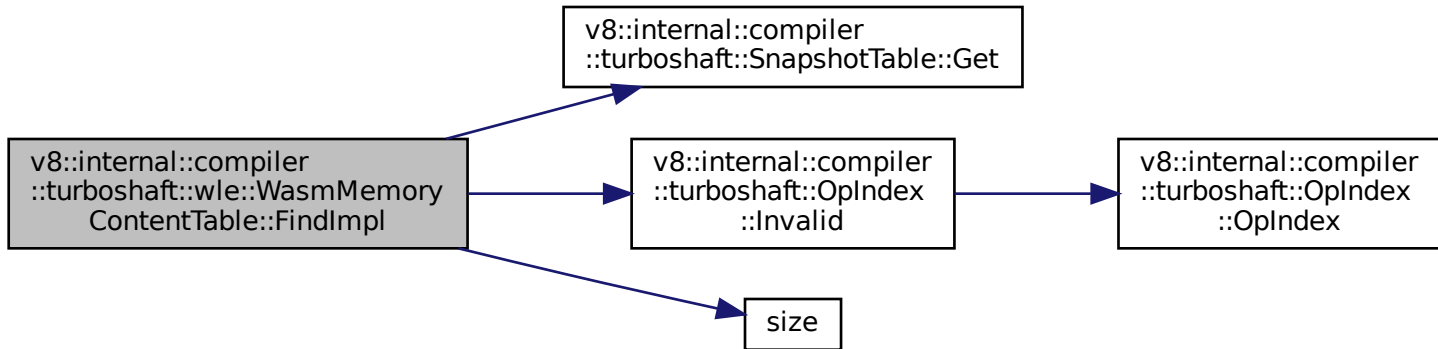 v8::internal::compiler
::turboshaft::SnapshotTable::Get
v8::internal::compiler
::turboshaft::wle::WasmMemory
ContentTable::FindImpl
v8::internal::compiler
::turboshaft::OpIndex
::Invalid
v8::internal::compiler
::turboshaft::OpIndex
::OpIndex
size